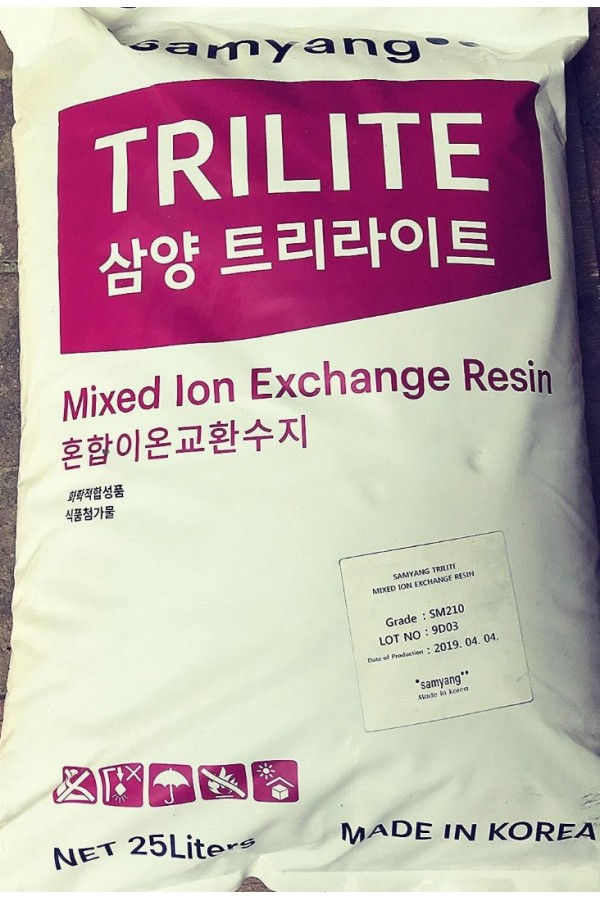 samyang
TRILITE
삼양 트리라이트
Mixed Ion Exchange Resin
혼합이온교환수지
화학적합성품
식품첨가물
SAMYANG TRILITE
MIXED ION EXCHANGE RESIN
Grade : SM210
LOT NO : 9D03
Date of Production : 2019. 04. 04.
samyang
Made in Korea
NET 25Liters
MADE IN KOREA